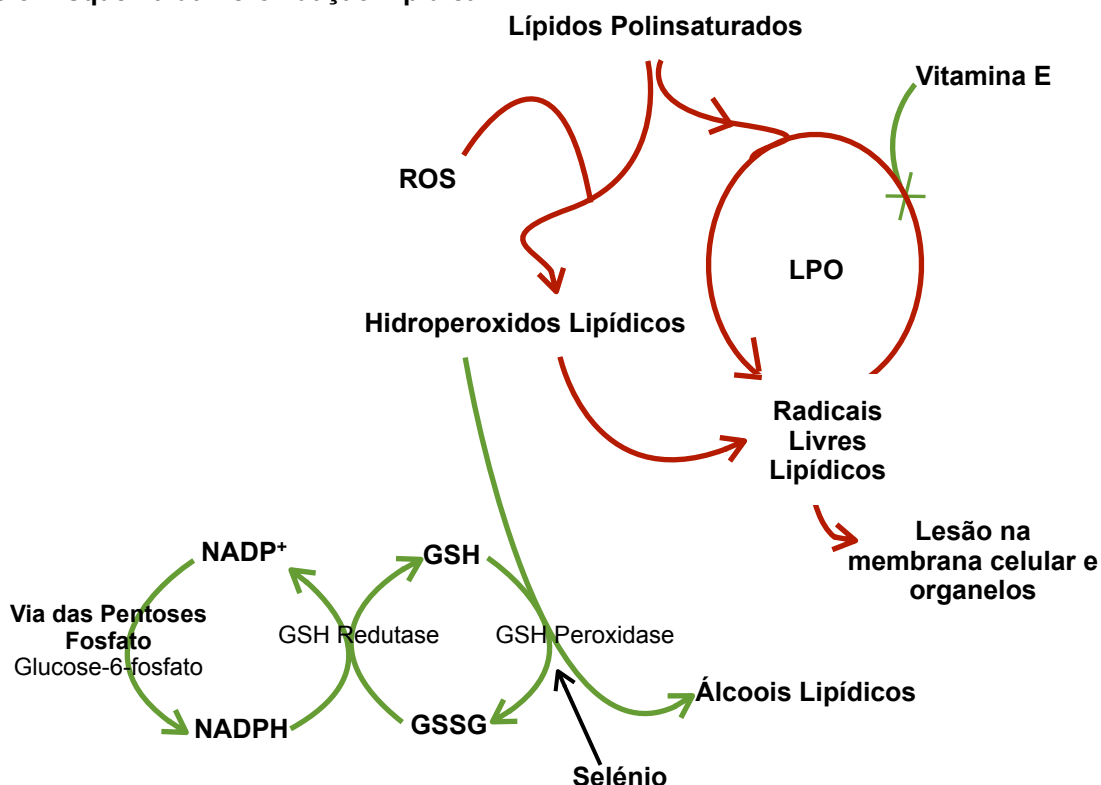 Lípidos Polinsaturados
Vitamina E
ROS
LPO
Hidroperoxidos Lipídicos
Radicais
Livres
Lipídicos
Lesão na
membrana celular e
organelos
NADP⁺
GSH
Via das Pentoses
Fosfato
Glucose-6-fosfato
GSH Redutase
GSH Peroxidase
NADPH
GSSG
Álcoois Lipídicos
Selénio